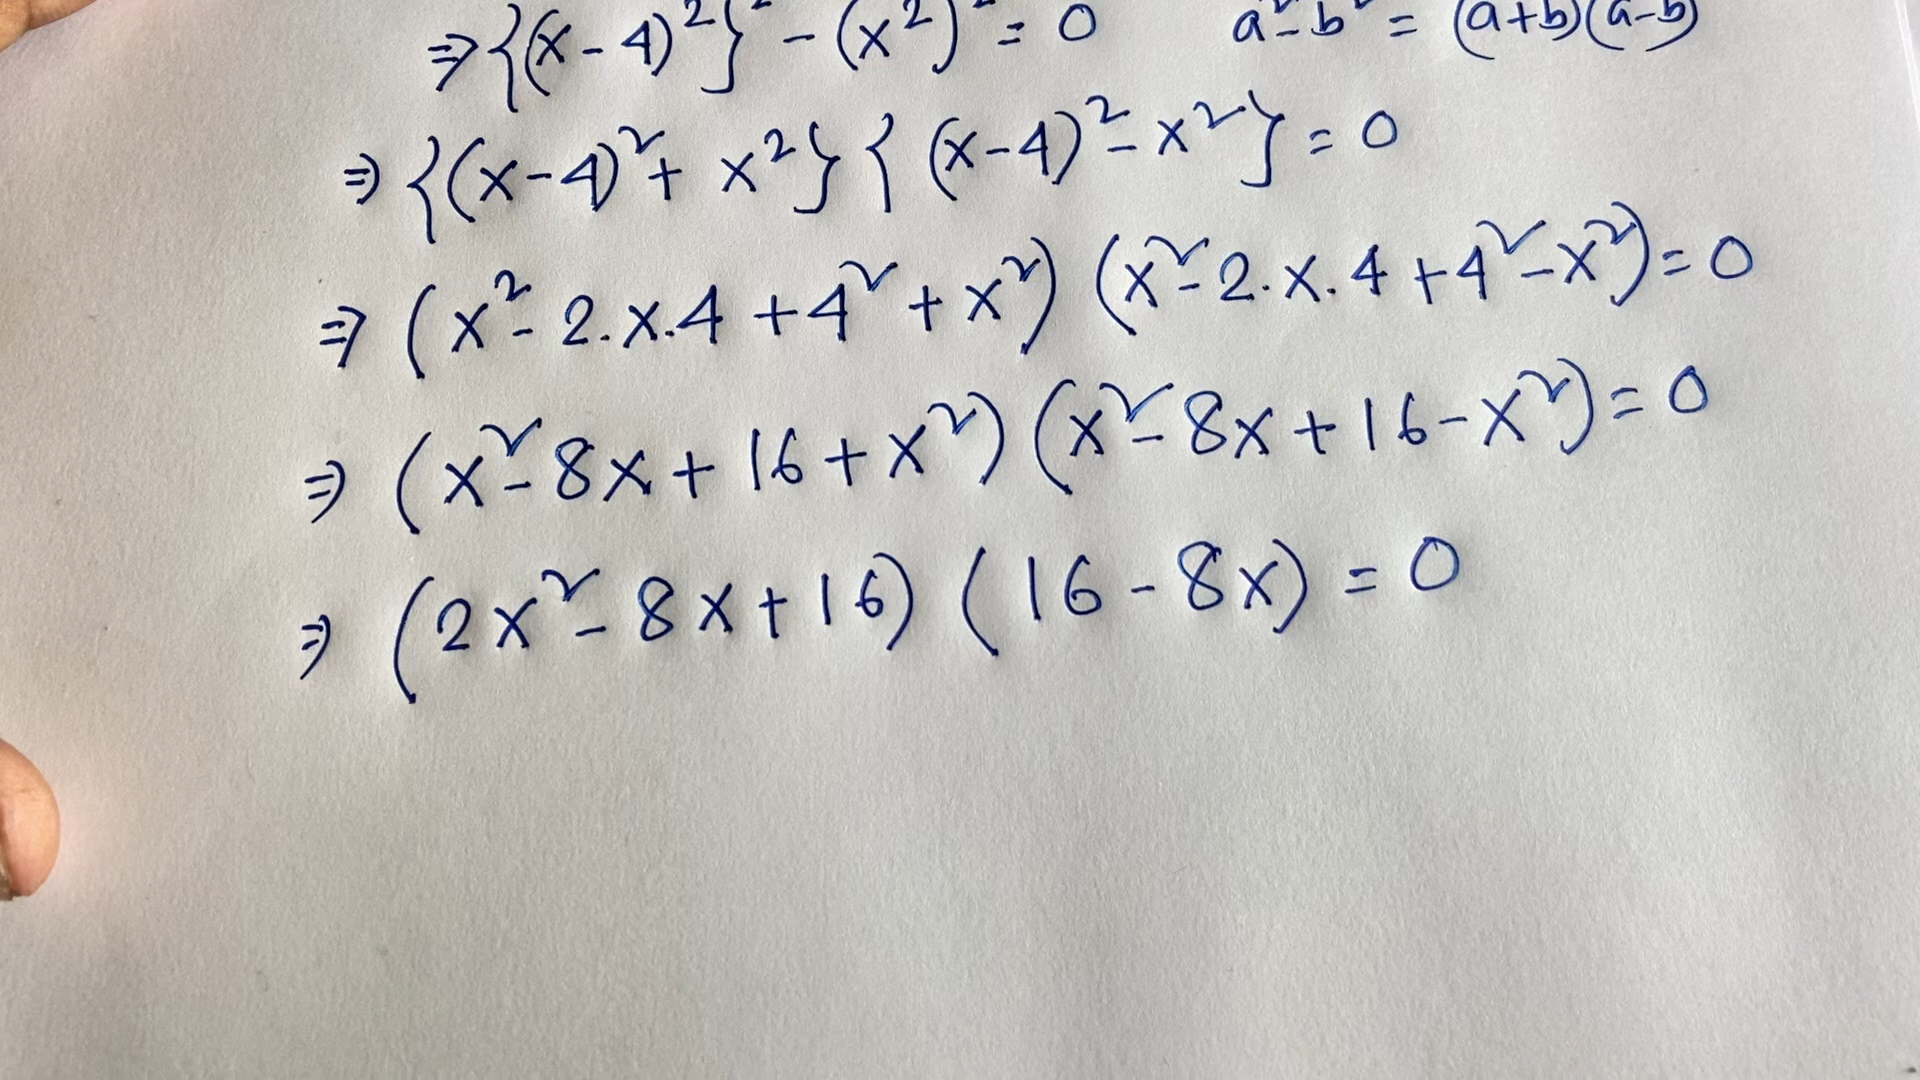 ⇒ {(x-4)²}² - (x²)² = 0 a² - b² = (a+b)(a-b)
⇒ {(x-4)² + x²} { (x-4)² - x² } = 0
⇒ (x² - 2.x.4 + 4² + x²) (x² - 2.x.4 + 4² - x²) = 0
⇒ (x² - 8x + 16 + x²) (x² - 8x + 16 - x²) = 0
⇒ (2x² - 8x + 16) (16 - 8x) = 0